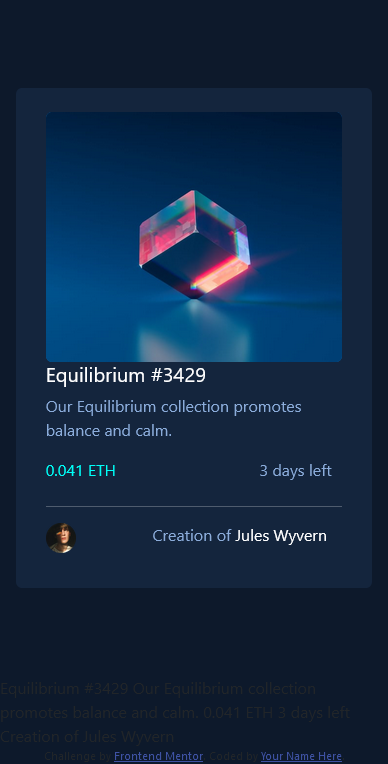 Equilibrium #3429
Our Equilibrium collection promotes
balance and calm.
0.041 ETH 3 days left
Creation of Jules Wyvern
Equilibrium #3429 Our Equilibrium collection
promotes balance and calm. 0.041 ETH 3 days left
Creation of Jules Wyvern
Challenge by Frontend Mentor. Coded by Your Name Here.